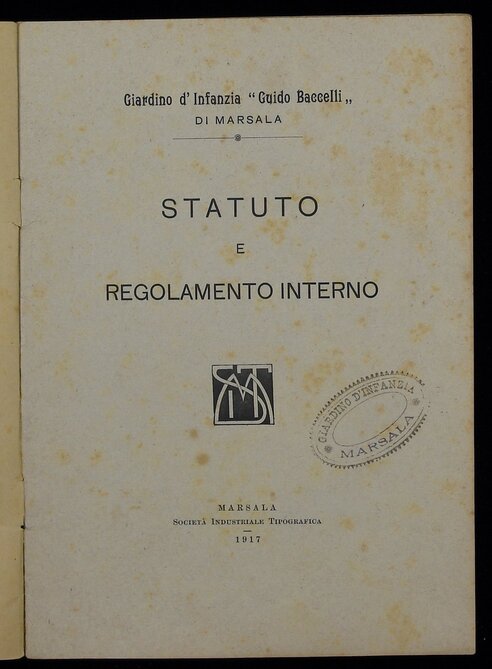 Giardino d' Infanzia “ Guido Baccelli „
DI MARSALA
STATUTO
E
REGOLAMENTO INTERNO
GIARDINO D'INFANZIA
MARSALA
MARSALA
SOCIETÀ INDUSTRIALE TIPOGRAFICA
1917